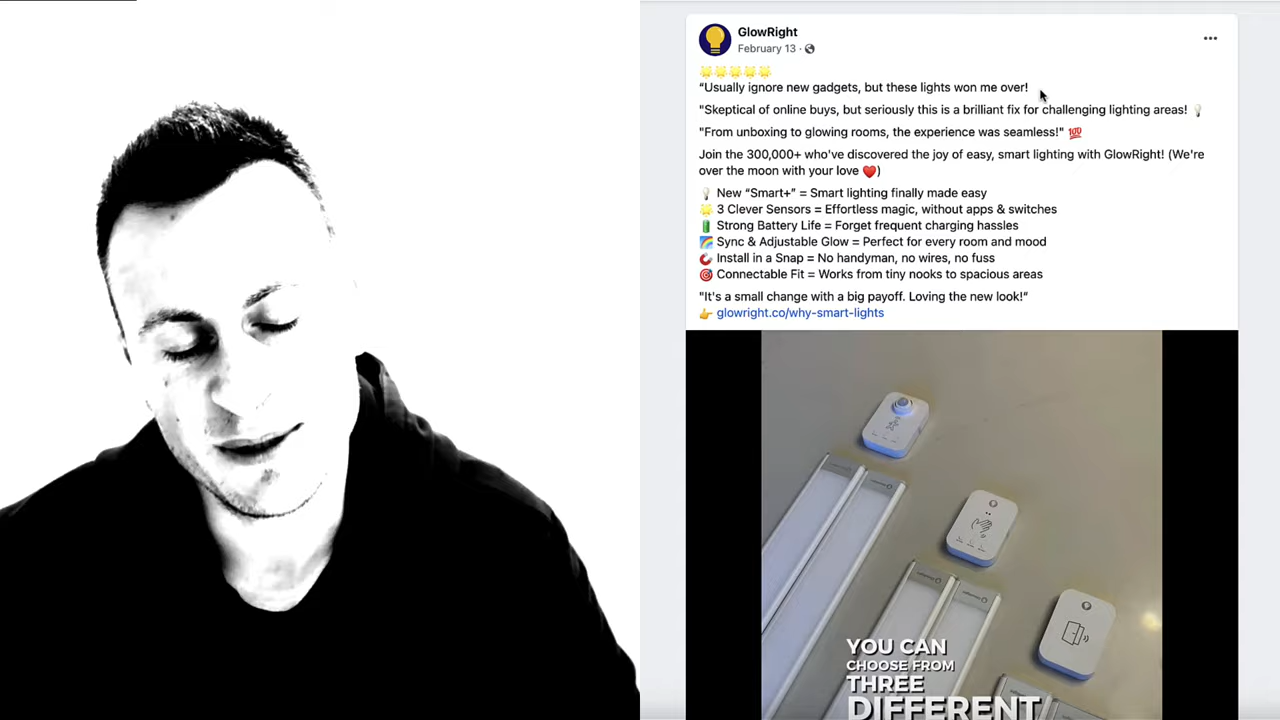 GlowRight
February 13
“Usually ignore new gadgets, but these lights won me over!
"Skeptical of online buys, but seriously this is a brilliant fix for challenging lighting areas! 💡
"From unboxing to glowing rooms, the experience was seamless!" 💯
Join the 300,000+ who've discovered the joy of easy, smart lighting with GlowRight! (We're
over the moon with your love ❤️)
💡 New “Smart+” = Smart lighting finally made easy
🌟 3 Clever Sensors = Effortless magic, without apps & switches
🔋 Strong Battery Life = Forget frequent charging hassles
🌈 Sync & Adjustable Glow = Perfect for every room and mood
🧲 Install in a Snap = No handyman, no wires, no fuss
🎯 Connectable Fit = Works from tiny nooks to spacious areas
"It's a small change with a big payoff. Loving the new look!“
👉 glowright.co/why-smart-lights
YOU CAN
CHOOSE FROM
THREE
DIFFERENT